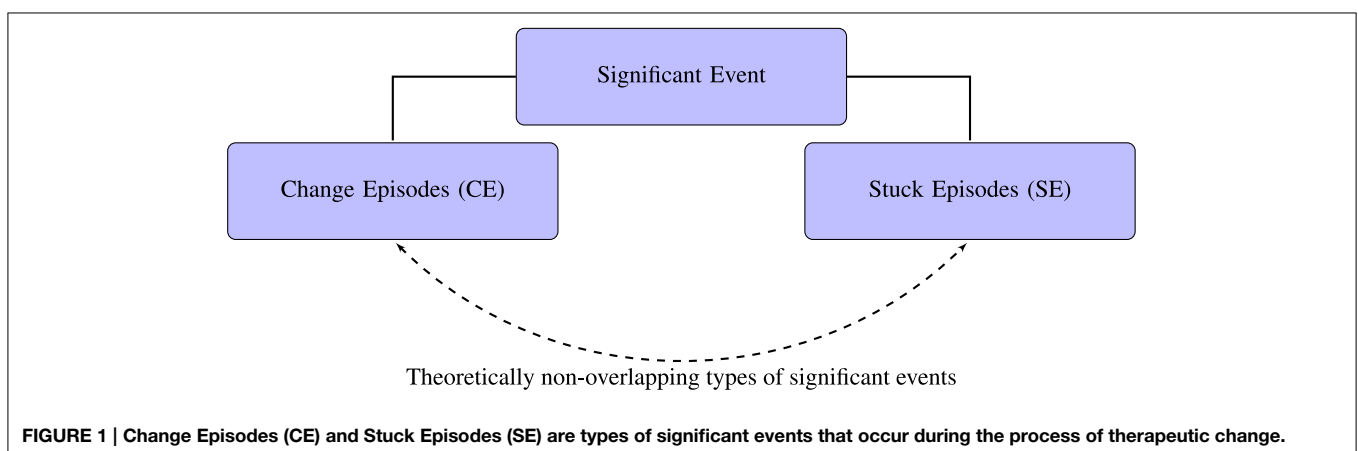 Significant Event
Change Episodes (CE)
Stuck Episodes (SE)
Theoretically non-overlapping types of significant events
FIGURE 1 | Change Episodes (CE) and Stuck Episodes (SE) are types of significant events that occur during the process of therapeutic change.